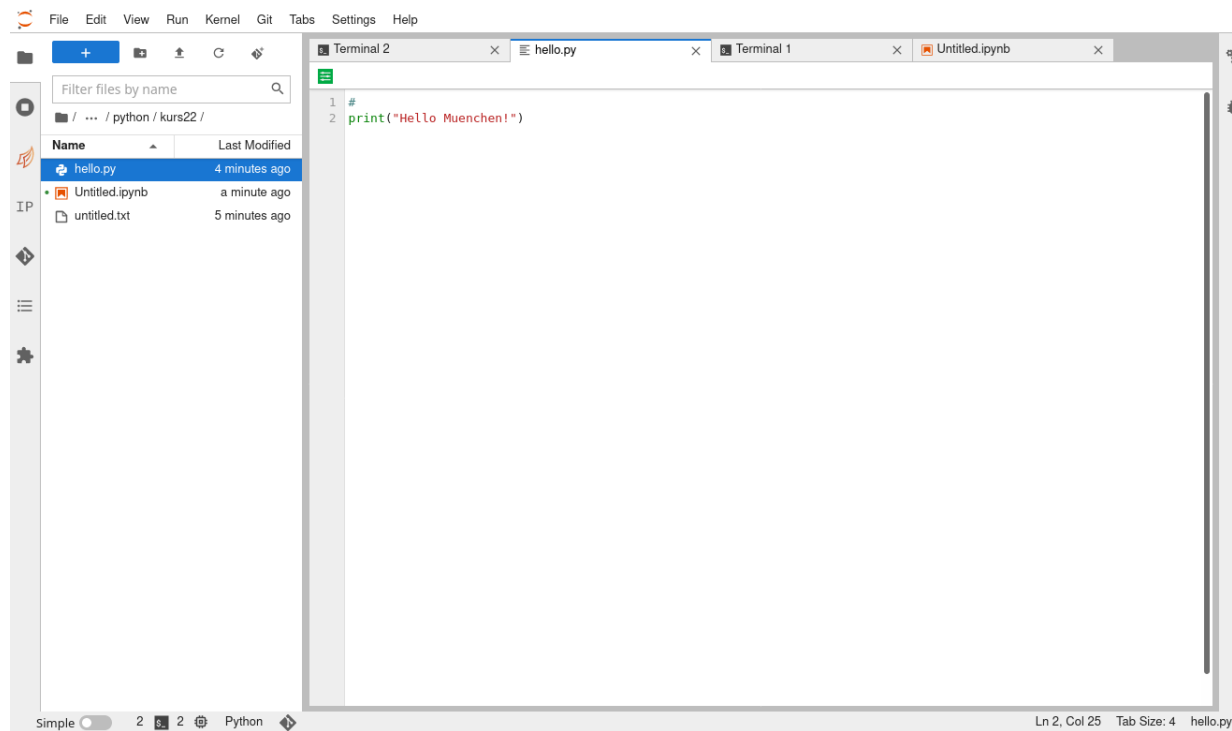 File Edit View Run Kernel Git Tabs Settings Help
+
Filter files by name
/ ... / python / kurs22 /
Name Last Modified
hello.py 4 minutes ago
Untitled.ipynb a minute ago
untitled.txt 5 minutes ago
IP
Terminal 2 hello.py Terminal 1 Untitled.ipynb
1 #
2 print("Hello Muenchen!")
Simple 2 $_ 2 Python Ln 2, Col 25 Tab Size: 4 hello.py